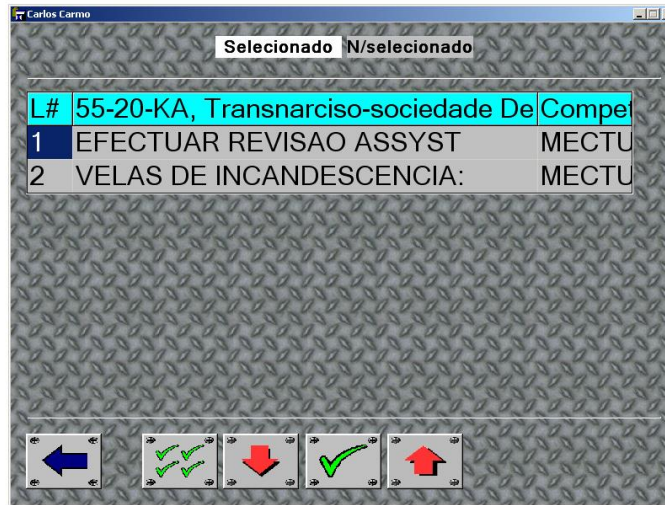 Carlos Carmo
Selecionado N/selecionado
L# 55-20-KA, Transnarciso-sociedade De Compet
1 EFECTUAR REVISAO ASSYST MECTU
2 VELAS DE INCANDESCENCIA: MECTU